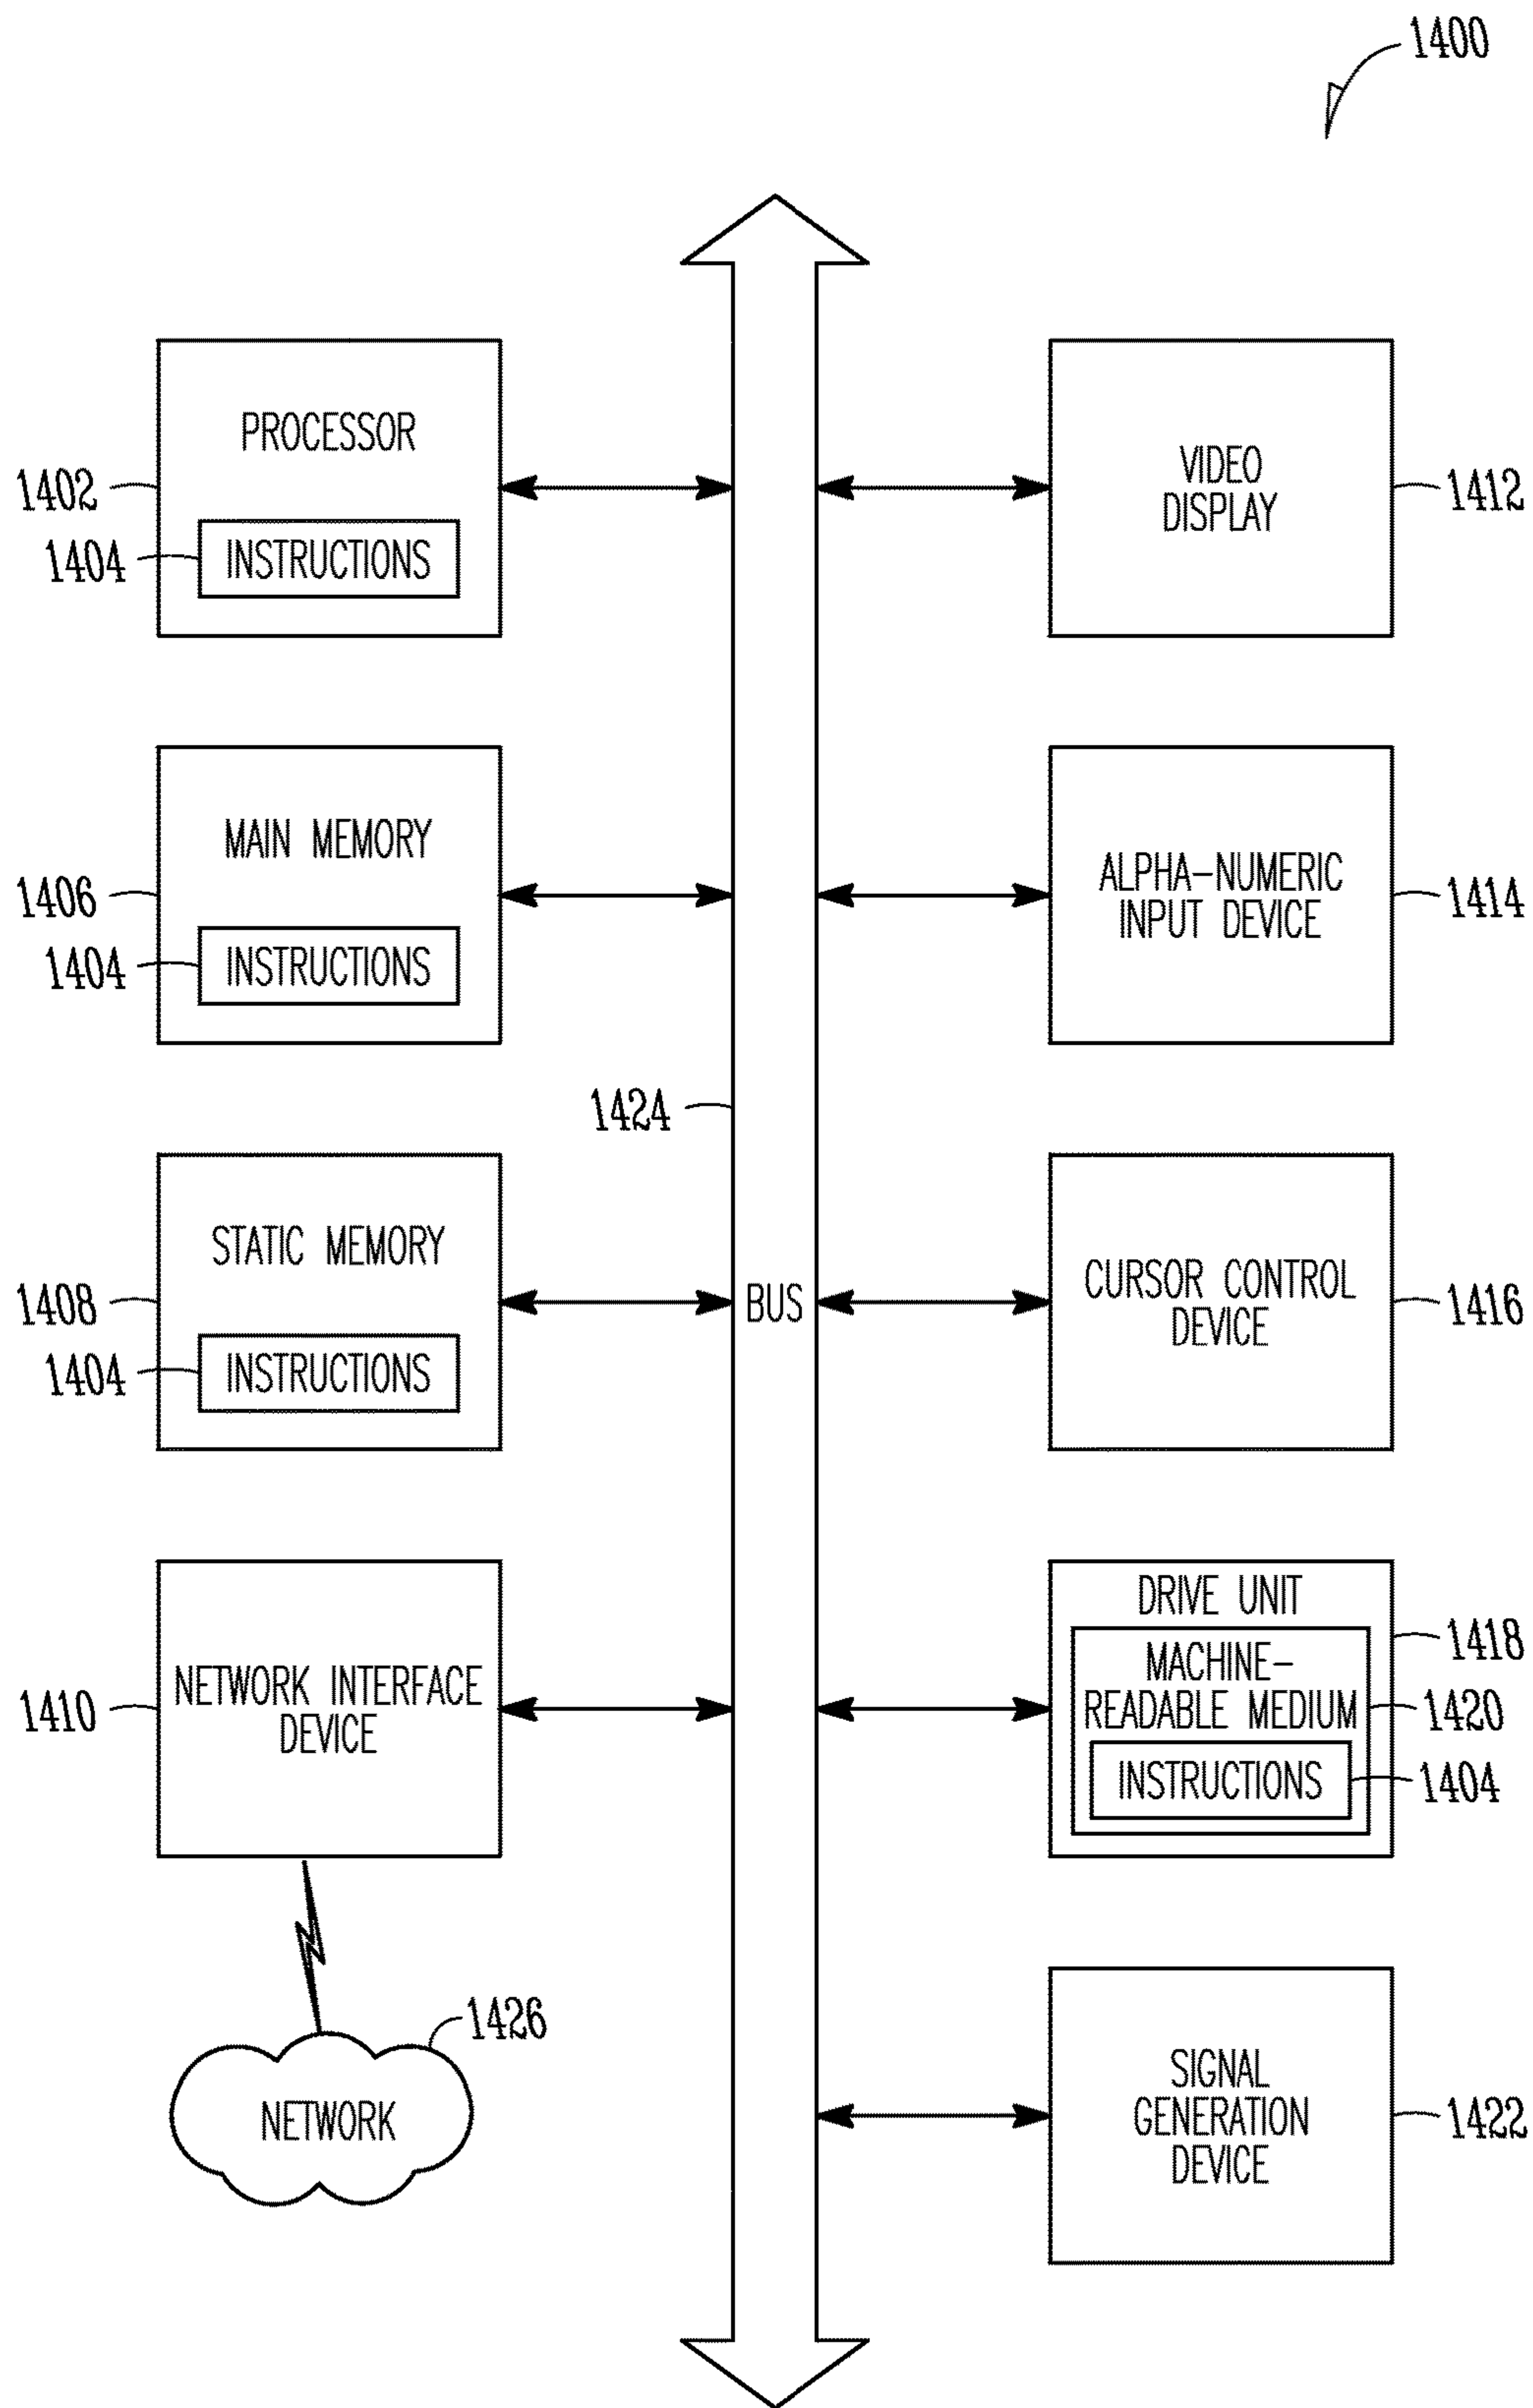 1400
PROCESSOR
1402
1404
INSTRUCTIONS
VIDEO
DISPLAY
1412
MAIN MEMORY
1406
1404
INSTRUCTIONS
ALPHA-NUMERIC
INPUT DEVICE
1414
1424
STATIC MEMORY
1408
1404
INSTRUCTIONS
BUS
CURSOR CONTROL
DEVICE
1416
NETWORK INTERFACE
DEVICE
1410
DRIVE UNIT
1418
MACHINE-
READABLE MEDIUM
1420
INSTRUCTIONS
1404
1426
NETWORK
SIGNAL
GENERATION
DEVICE
1422